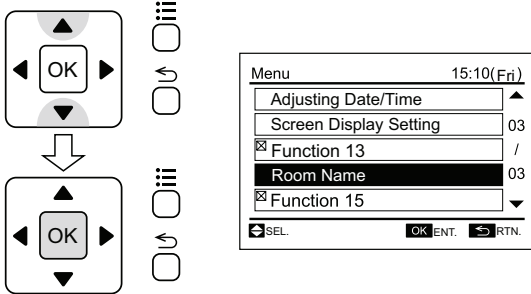 OK
OK
Menu 15:10(Fri)
Adjusting Date/Time
Screen Display Setting 03
Function 13 /
Room Name 03
Function 15
SEL. OK ENT. RTN.